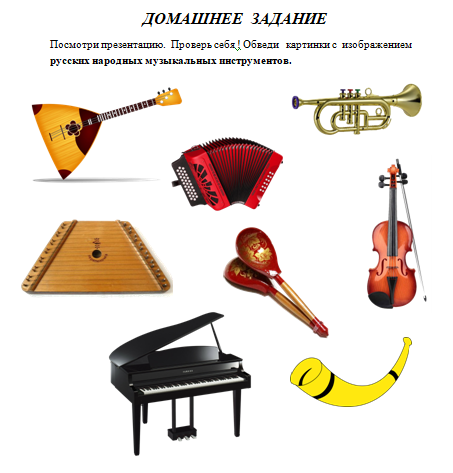 ДОМАШНЕЕ ЗАДАНИЕ
Посмотри презентацию. Проверь себя! Обведи картинки с изображением
русских народных музыкальных инструментов.